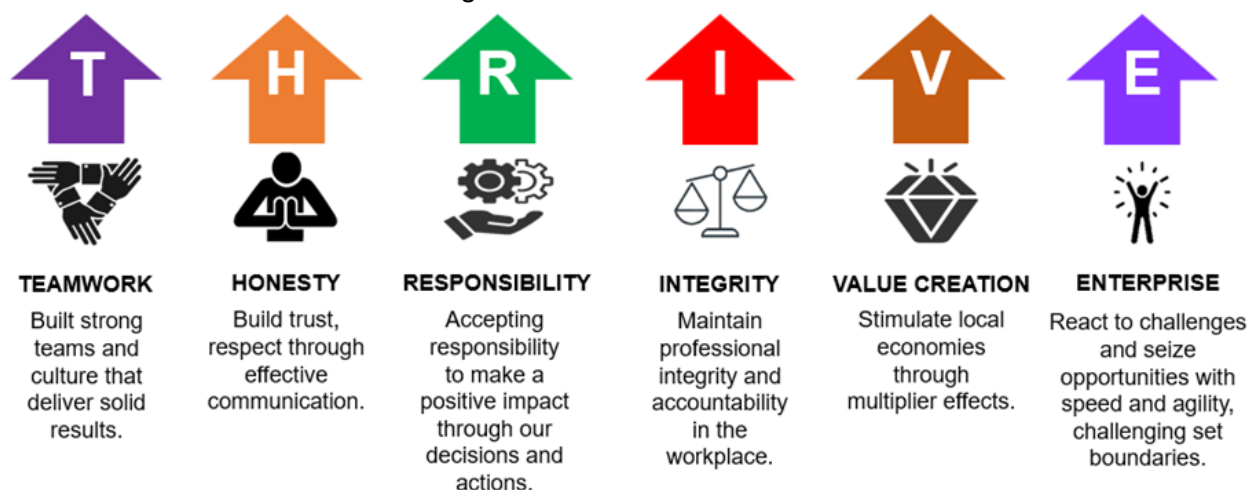 T
H
R
I
V
E
TEAMWORK
Built strong
teams and
culture that
deliver solid
results.
HONESTY
Build trust,
respect through
effective
communication.
RESPONSIBILITY
Accepting
responsibility
to make a
positive impact
through our
decisions and
actions.
INTEGRITY
Maintain
professional
integrity and
accountability
in the
workplace.
VALUE CREATION
Stimulate local
economies
through
multiplier effects.
ENTERPRISE
React to challenges
and seize
opportunities with
speed and agility,
challenging set
boundaries.